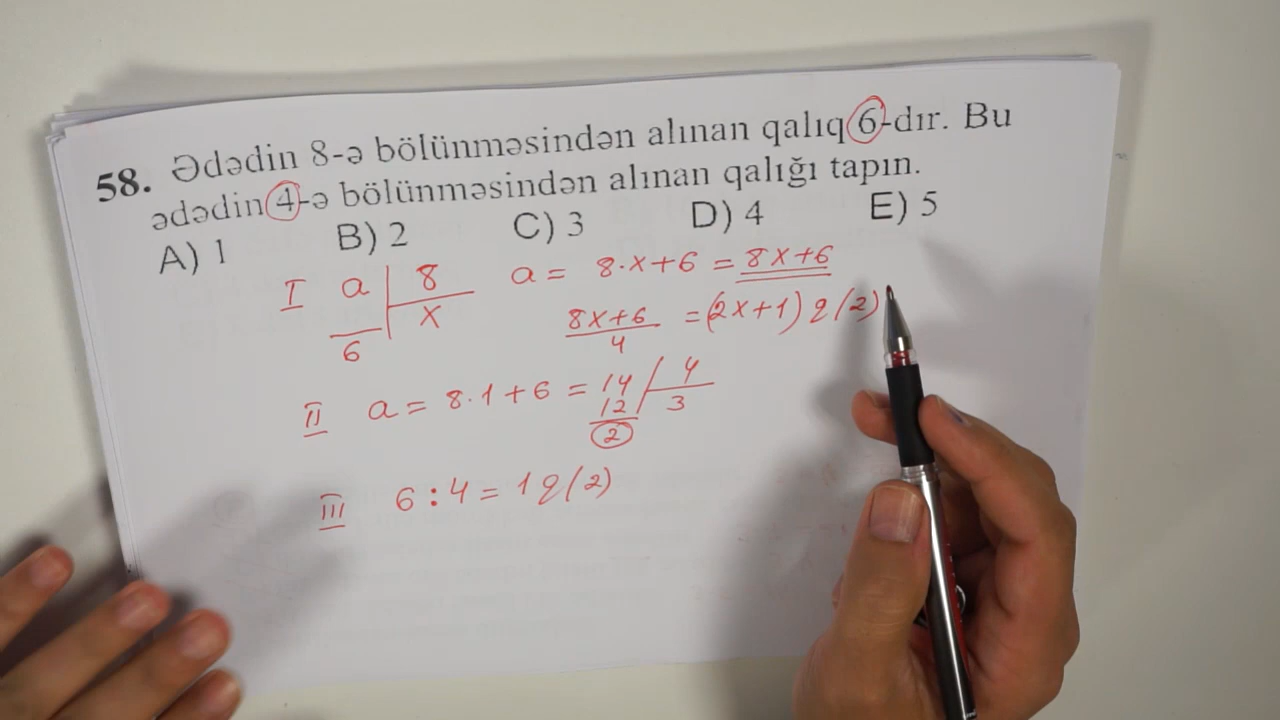 58. Ədədin 8-ə bölünməsindən alınan qalıq 6-dır. Bu
ədədin 4-ə bölünməsindən alınan qalığı tapın.
A) 1 B) 2 C) 3 D) 4 E) 5
I a | 8 a = 8·x+6 = 8x+6
x
6
8x+6 = (2x+1) q(2)
4
II a = 8·1+6 = 14 | 4
12 3
2
III 6:4 = 1 q(2)